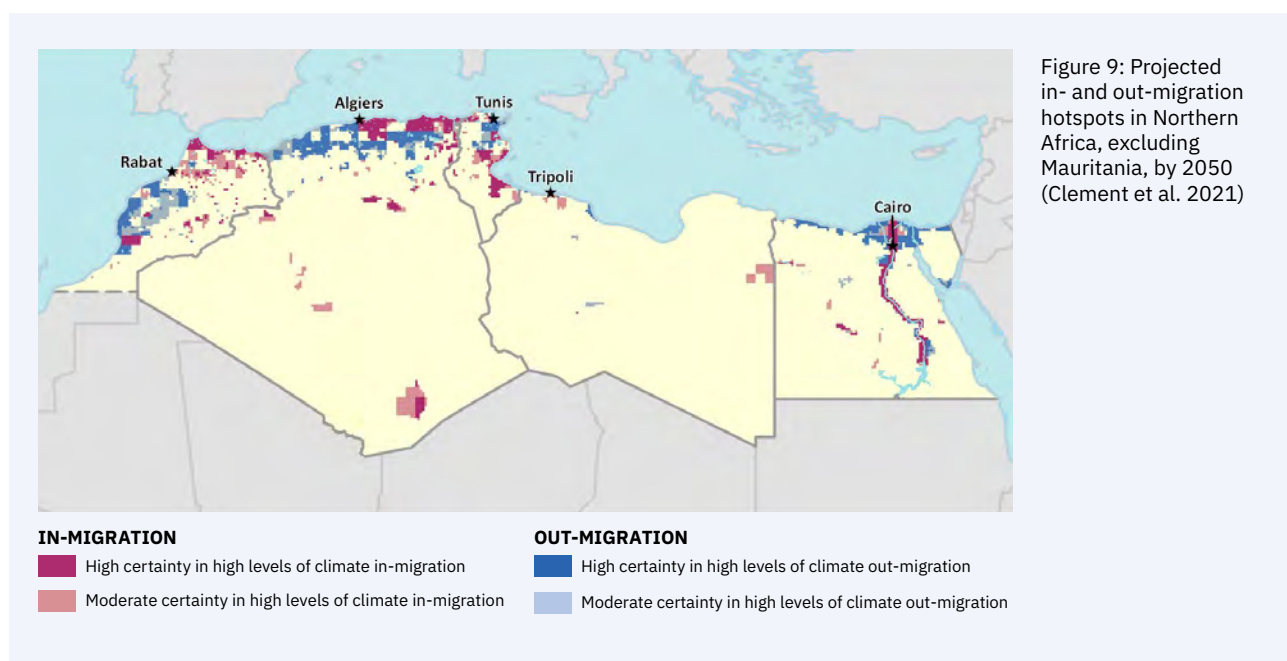 Algiers
Tunis
Rabat
Tripoli
Cairo
Figure 9: Projected
in- and out-migration
hotspots in Northern
Africa, excluding
Mauritania, by 2050
(Clement et al. 2021)
IN-MIGRATION
High certainty in high levels of climate in-migration
Moderate certainty in high levels of climate in-migration
OUT-MIGRATION
High certainty in high levels of climate out-migration
Moderate certainty in high levels of climate out-migration